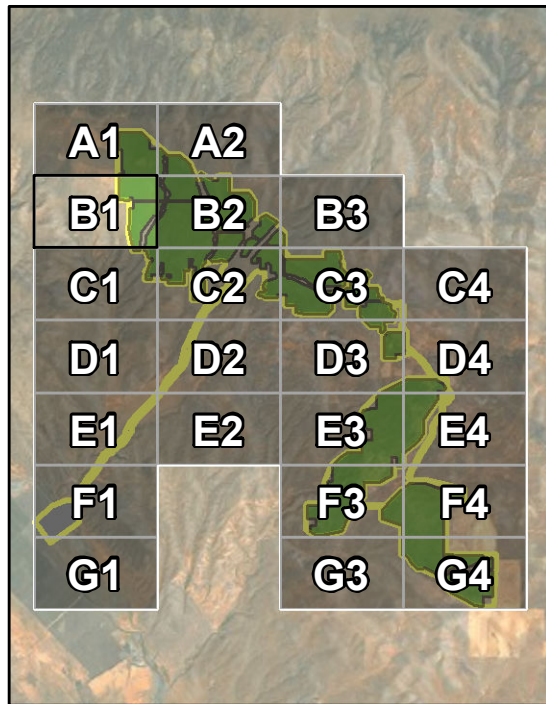 A1 A2
B1 B2 B3
C1 C2 C3 C4
D1 D2 D3 D4
E1 E2 E3 E4
F1 F3 F4
G1 G3 G4